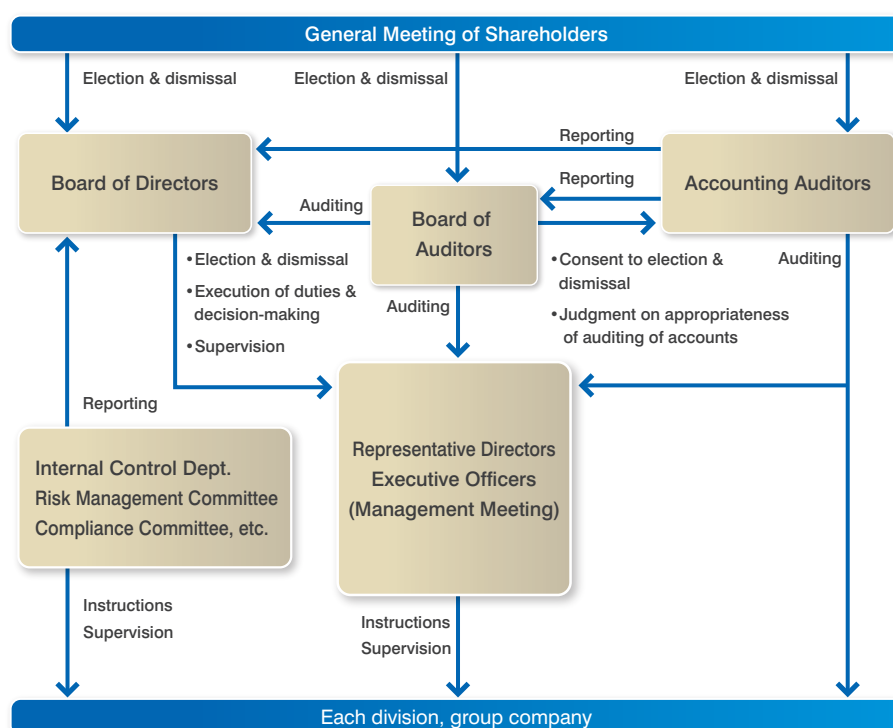 General Meeting of Shareholders
Election & dismissal
Election & dismissal
Election & dismissal
Reporting
Board of Directors
Reporting
Accounting Auditors
Auditing
Board of
Auditors
•Election & dismissal
•Execution of duties &
decision-making
•Supervision
•Consent to election &
dismissal
•Judgment on appropriateness
of auditing of accounts
Auditing
Auditing
Reporting
Internal Control Dept.
Risk Management Committee
Compliance Committee, etc.
Representative Directors
Executive Officers
(Management Meeting)
Instructions
Supervision
Instructions
Supervision
Each division, group company